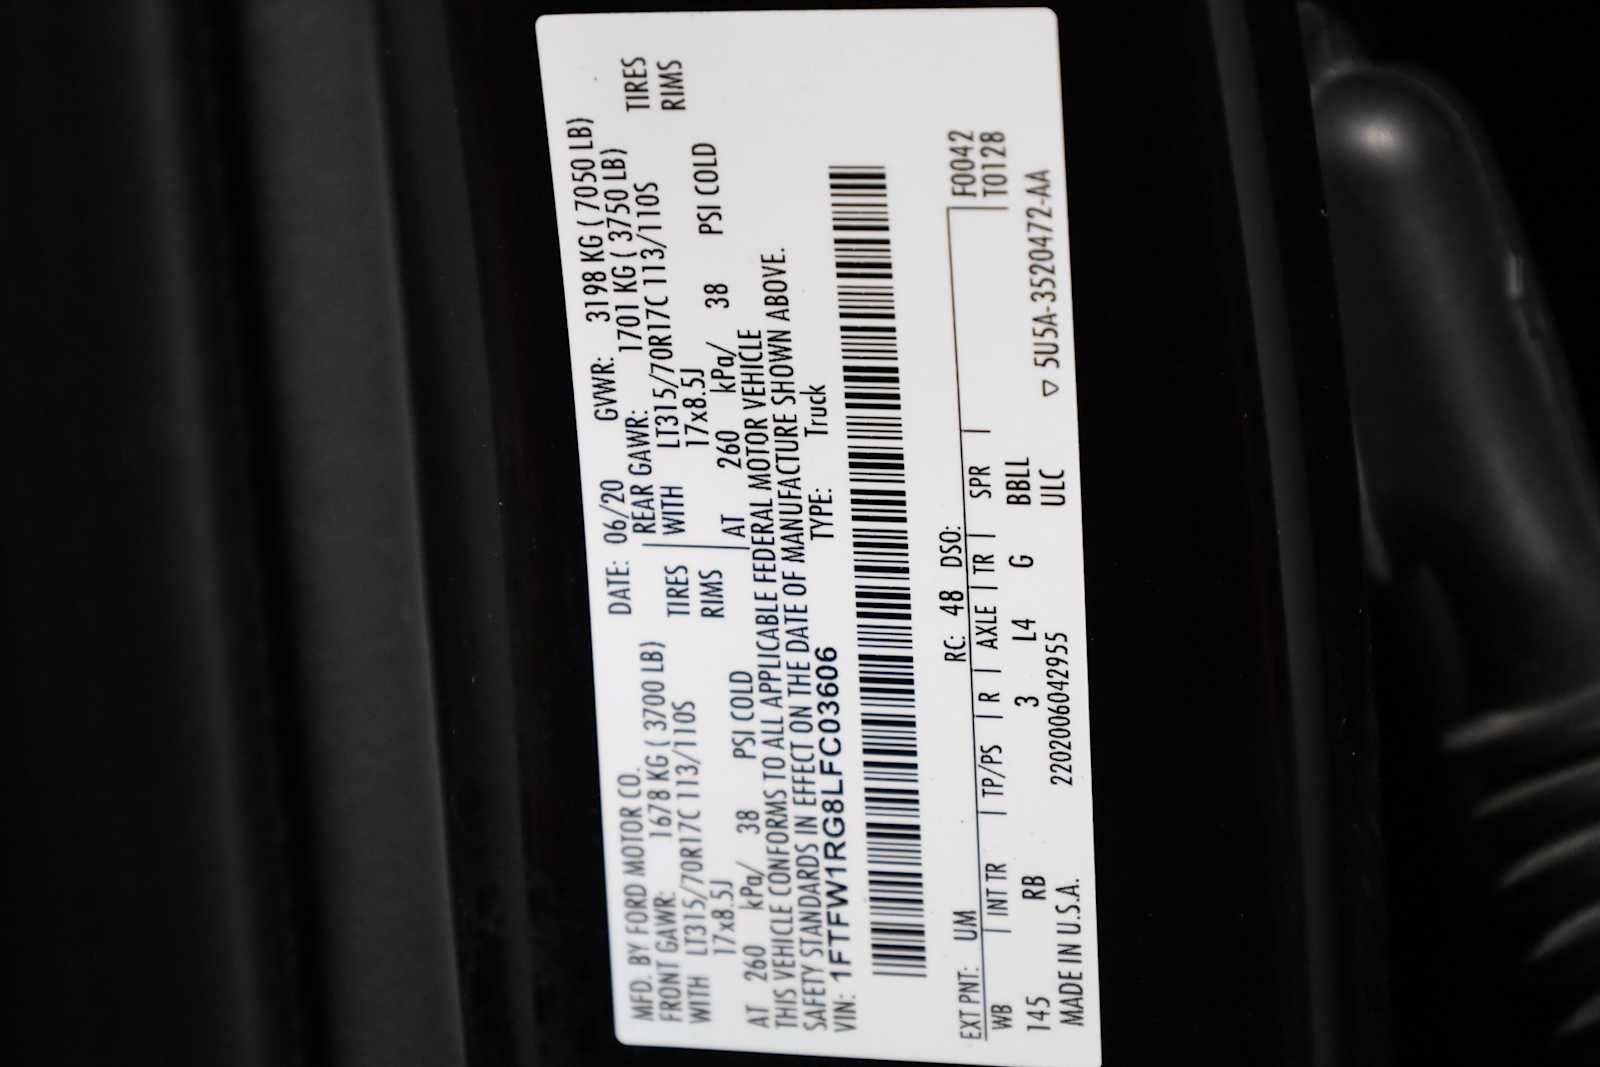 MFD. BY FORD MOTOR CO.
DATE: 06/20 GVWR: 3198 KG ( 7050 LB)
FRONT GAWR: 1678 KG ( 3700 LB) REAR GAWR: 1701 KG ( 3750 LB)
WITH LT315/70R17C 113/110S TIRES WITH LT315/70R17C 113/110S TIRES
17x8.5J RIMS 17x8.5J RIMS
AT 260 kPa/ 38 PSI COLD AT 260 kPa/ 38 PSI COLD
THIS VEHICLE CONFORMS TO ALL APPLICABLE FEDERAL MOTOR VEHICLE
SAFETY STANDARDS IN EFFECT ON THE DATE OF MANUFACTURE SHOWN ABOVE.
VIN: 1FTFW1RG8LFC03606 TYPE: Truck
EXT PNT: UM RC: 48 DSO: F0042
WB INT TR TP/PS R AXLE TR SPR T0128
145 RB 3 L4 G BBLL
MADE IN U.S.A. 2202006042955 ULC ▽ 5U5A-3520472-AA